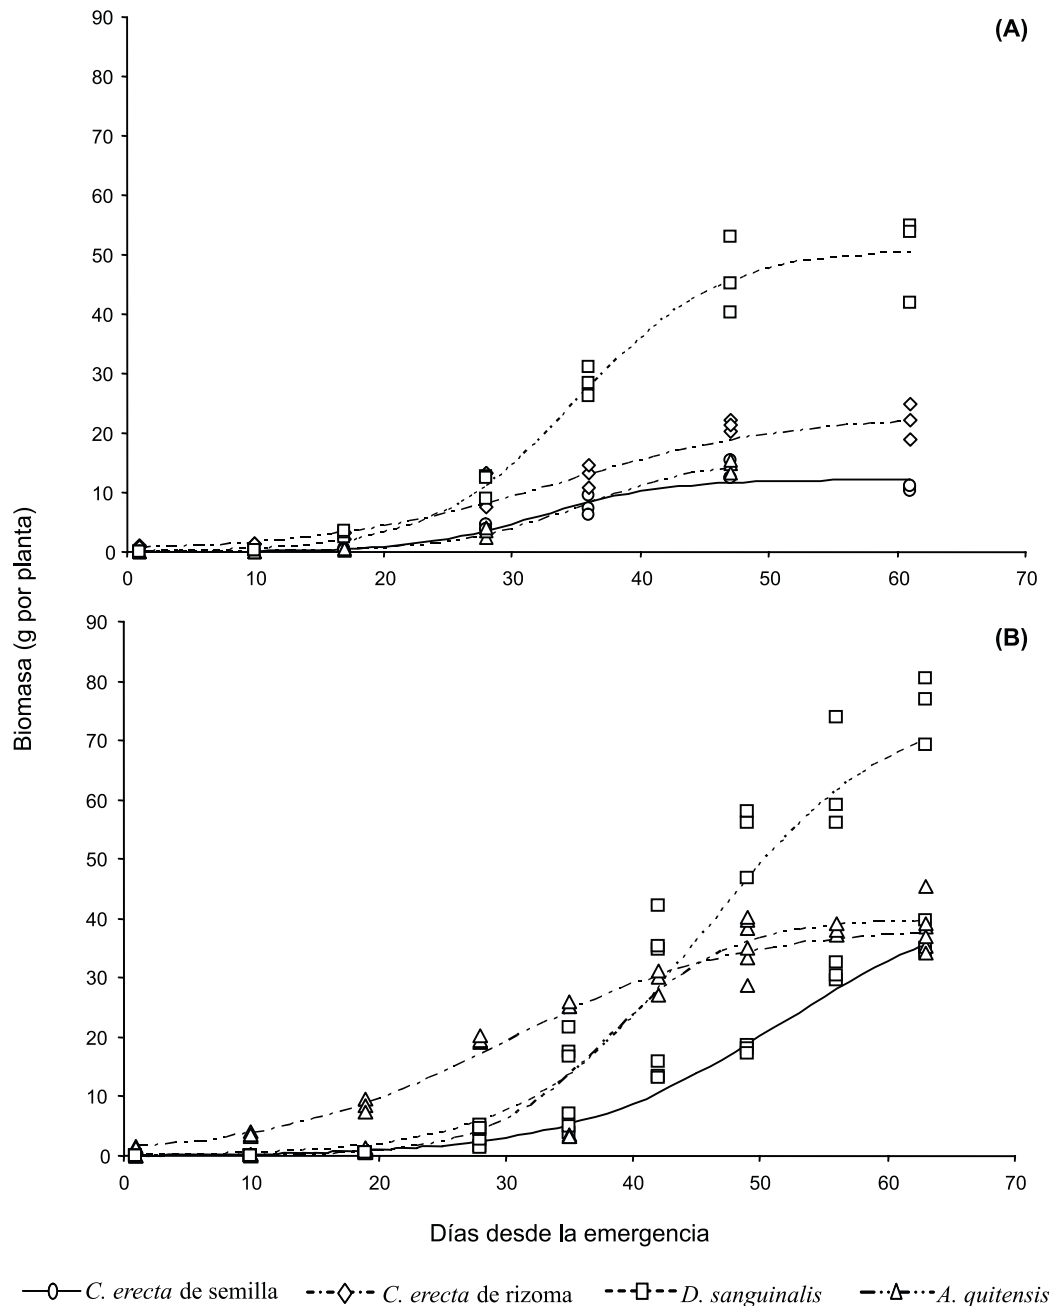 90
(A)
80
70
60
50
40
30
20
10
0
0 10 20 30 40 50 60 70
Biomasa (g por planta)
90
(B)
80
70
60
50
40
30
20
10
0
0 10 20 30 40 50 60 70
Días desde la emergencia
C. erecta de semilla C. erecta de rizoma D. sanguinalis A. quitensis